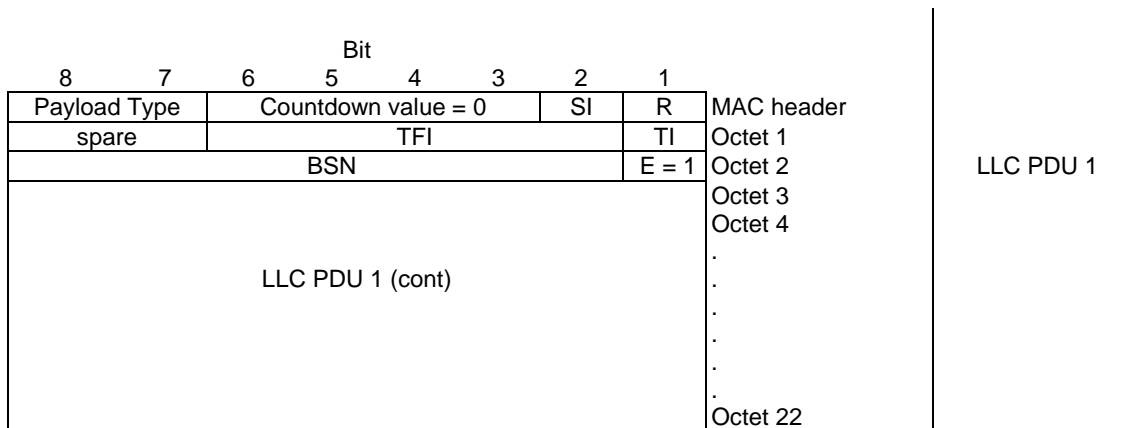 Bit
8 7 6 5 4 3 2 1
Payload Type Countdown value = 0 SI R MAC header
spare TFI TI Octet 1
BSN E = 1 Octet 2 LLC PDU 1
Octet 3
Octet 4
.
LLC PDU 1 (cont) .
.
.
.
.
Octet 22